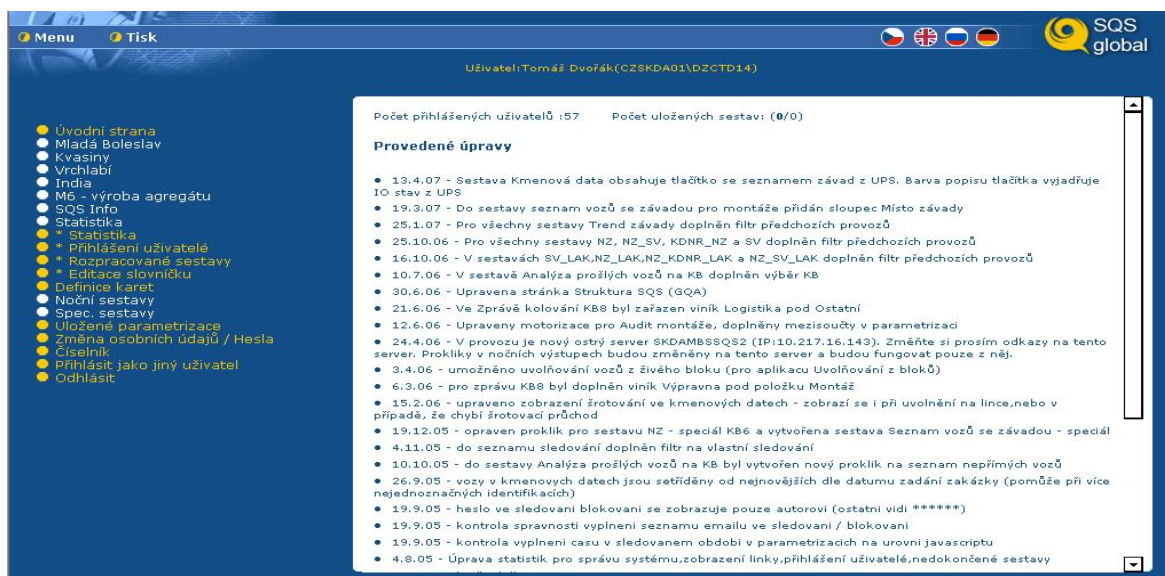 Menu
Tisk
SQS
global
Uživatel:Tomáš Dvořák(CZSKDA01\DZCTD14)
Úvodní strana
Mladá Boleslav
Kvasiny
Vrchlabí
India
M6 - výroba agregátu
SQS Info
Statistika
* Statistika
* Přihlášení uživatelé
* Rozpracované sestavy
* Editace slovníčku
Definice karet
Noční sestavy
Spec. sestavy
Uložené parametrizace
Změna osobních údajů / Hesla
Číselník
Přihlásit jako jiný uživatel
Odhlásit
Počet přihlášených uživatelů :57 Počet uložených sestav: (0/0)
Provedené úpravy
13.4.07 - Sestava Kmenová data obsahuje tlačítko se seznamem závad z UPS. Barva popisu tlačítka vyjadřuje
IO stav z UPS
19.3.07 - Do sestavy seznam vozů se závadou pro montáže přidán sloupec Místo závady
25.1.07 - Pro všechny sestavy Trend závady doplněn filtr předchozích provozů
25.10.06 - Pro všechny sestavy NZ, NZ_SV, KDNR_NZ a SV doplněn filtr předchozích provozů
16.10.06 - V sestavách SV_LAK,NZ_LAK,NZ_KDNR_LAK a NZ_SV_LAK doplněn filtr předchozích provozů
10.7.06 - V sestavě Analýza prošlých vozů na KB doplněn výběr KB
30.6.06 - Upravena stránka Struktura SQS (GQA)
21.6.06 - Ve Zprávě kolování KB8 byl zařazen viník Logistika pod Ostatní
12.6.06 - Upraveny motorizace pro Audit montáže, doplněny mezisoučty v parametrizaci
24.4.06 - V provozu je nový ostrý server SKDAMBSSQS2 (IP:10.217.16.143). Změňte si prosím odkazy na tento
server. Prokliky v nočních výstupech budou změněny na tento server a budou fungovat pouze z něj.
3.4.06 - umožněno uvolňování vozů z živého bloku (pro aplikacu Uvolňování z bloků)
6.3.06 - pro zprávu KB8 byl doplněn viník Výpravna pod položku Montáž
15.2.06 - upraveno zobrazení šrotování ve kmenových datech - zobrazí se i při uvolnění na lince,nebo v
případě, že chybí šrotovací průchod
19.12.05 - opraven proklik pro sestavu NZ - speciál KB6 a vytvořena sestava Seznam vozů se závadou - speciál
4.11.05 - do seznamu sledování doplněn filtr na vlastní sledování
10.10.05 - do sestavy Analýza prošlých vozů na KB byl vytvořen nový proklik na seznam nepřímých vozů
26.9.05 - vozy v kmenovych datech jsou setříděny od nejnovějších dle datumu zadání zakázky (pomůže při více
nejednoznačných identifikacích)
19.9.05 - heslo ve sledovani blokovani se zobrazuje pouze autorovi (ostatni vidi ******)
19.9.05 - kontrola spravnosti vyplneni seznamu emailu ve sledovani / blokovani
19.9.05 - kontrola vyplneni casu v sledovanem obdobi v parametrizacich na urovni javascriptu
4.8.05 - Úprava statistik pro správu systému,zobrazení linky,přihlášení uživatelé,nedokončené sestavy